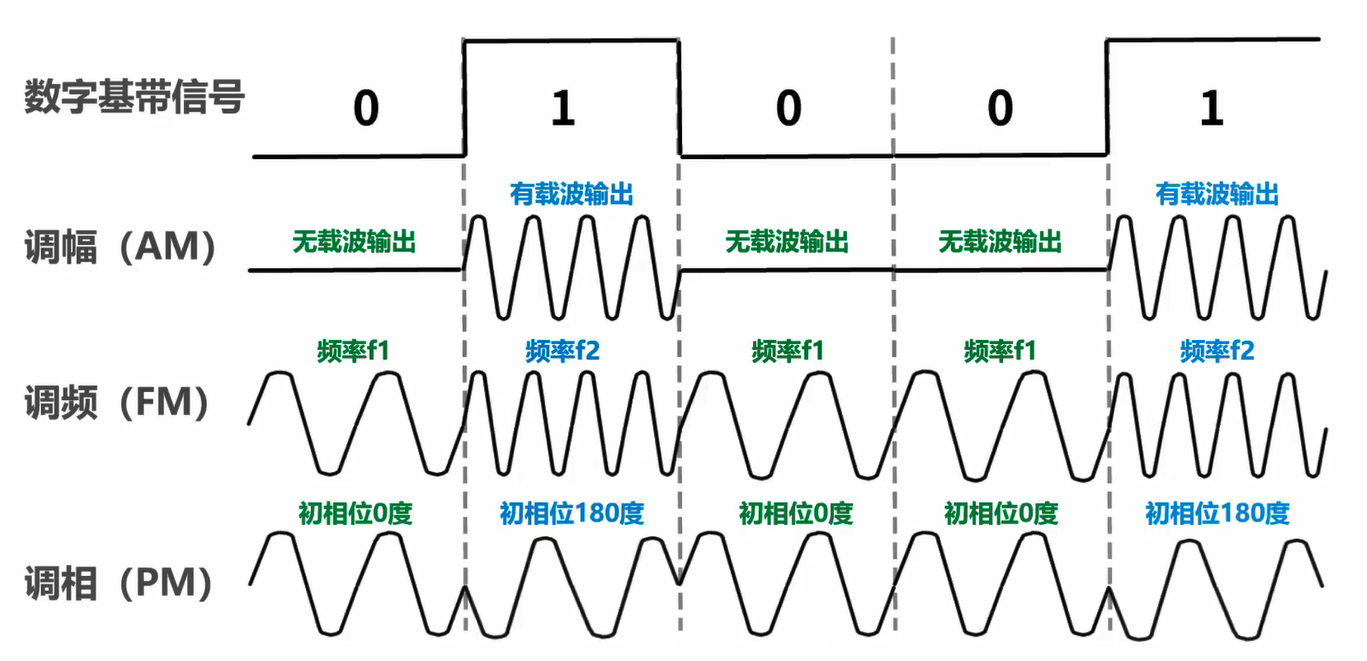 数字基带信号
0 1 0 0 1
有载波输出 有载波输出
调幅（AM） 无载波输出 无载波输出 无载波输出
频率f1 频率f2 频率f1 频率f1 频率f2
调频（FM）
初相位0度 初相位180度 初相位0度 初相位0度 初相位180度
调相（PM）